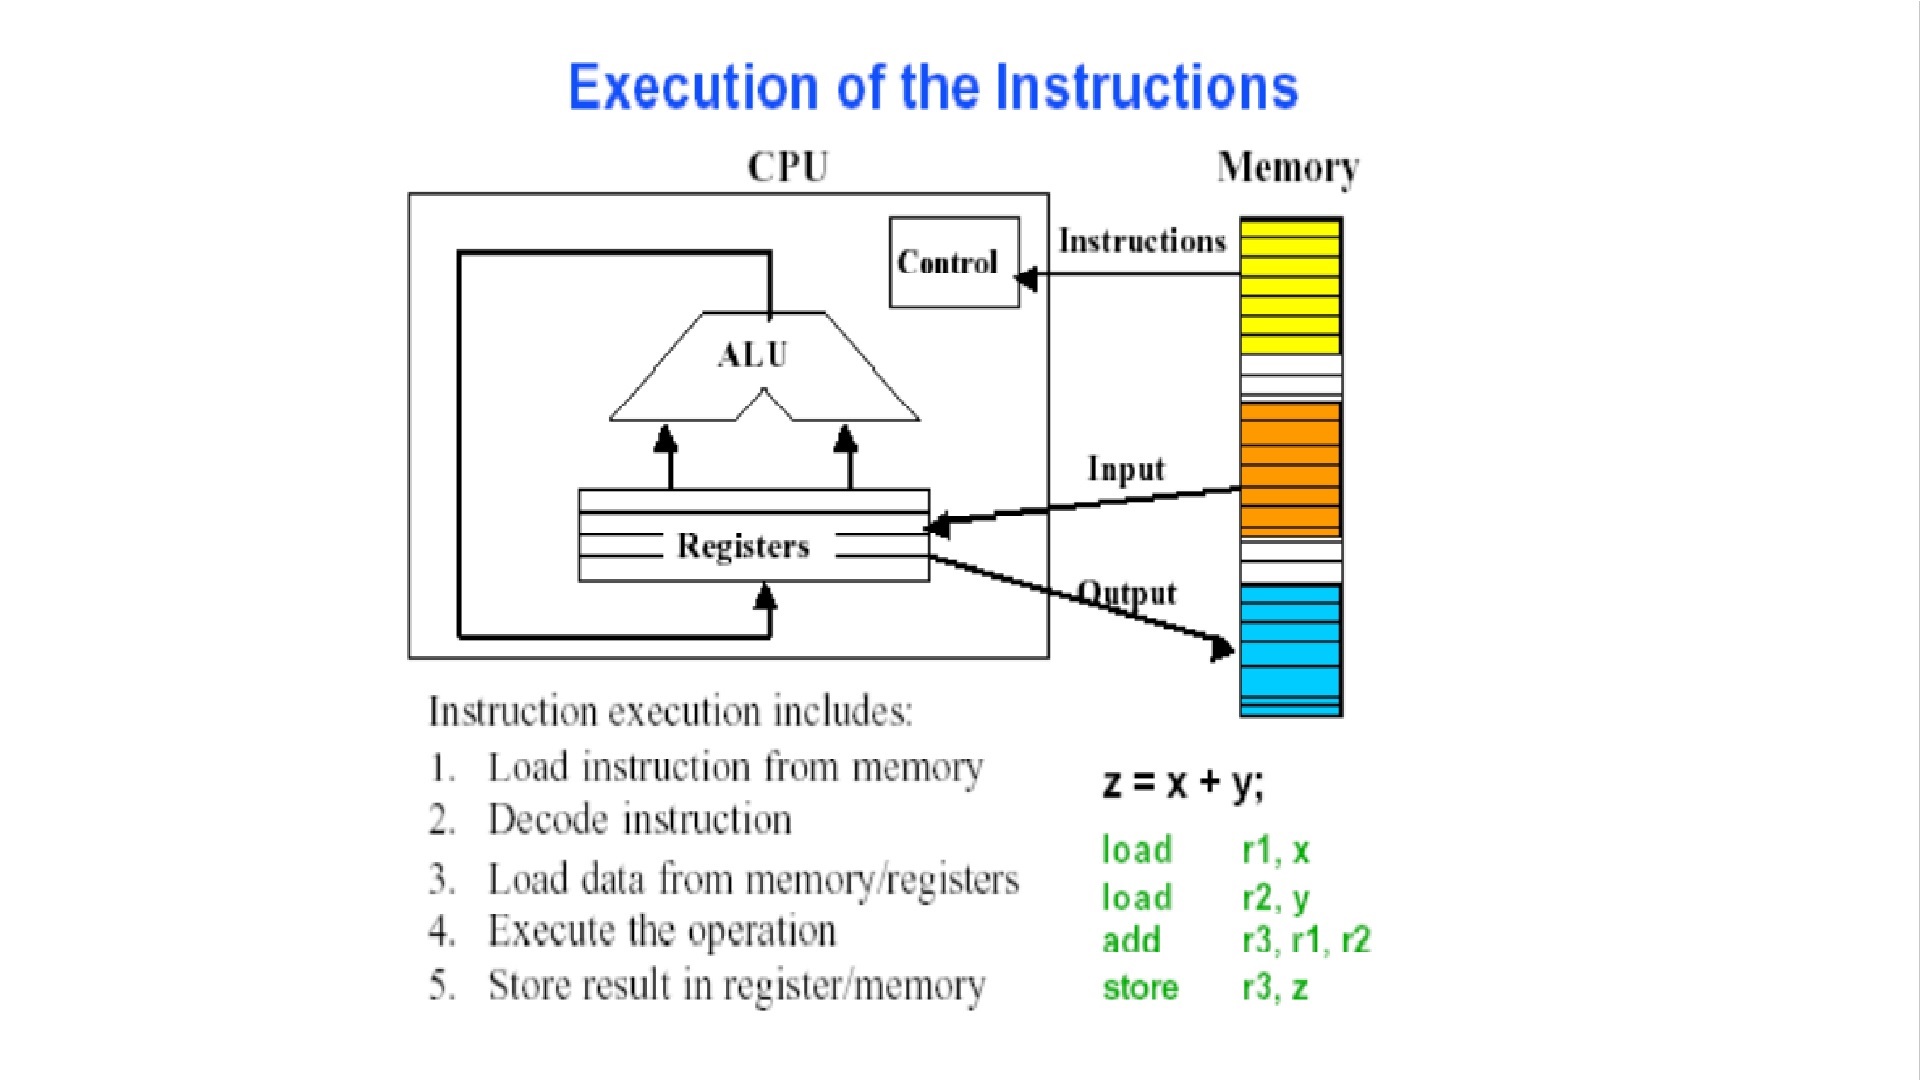 Execution of the Instructions
CPU
Memory
Control
Instructions
ALU
Input
Registers
Output
Instruction execution includes:
1. Load instruction from memory
2. Decode instruction
3. Load data from memory/registers
4. Execute the operation
5. Store result in register/memory
z = x + y;
load r1, x
load r2, y
add r3, r1, r2
store r3, z